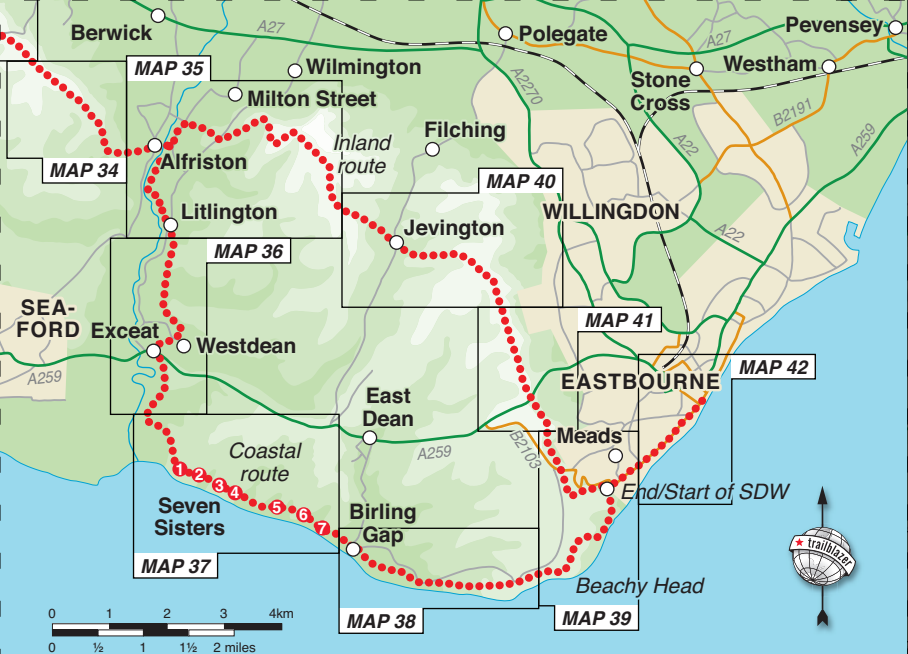 Berwick
A27
Polegate
Pevensey
A27
Westham
Stone
Cross
MAP 35
Wilmington
A2270
Milton Street
B2191
A259
Filching
Inland
route
A22
MAP 34
Alfriston
MAP 40
Litlington
WILLINGDON
Jevington
A22
MAP 36
SEA-
FORD
MAP 41
Exceat
Westdean
A259
EASTBOURNE
MAP 42
East
Dean
Meads
B2103
A259
Coastal
route
1
2
3
4
5
6
7
End/Start of SDW
Seven
Sisters
Birling
Gap
trailblazer
MAP 37
Beachy Head
MAP 38
MAP 39
0 1 2 3 4km
0 ½ 1 1½ 2 miles